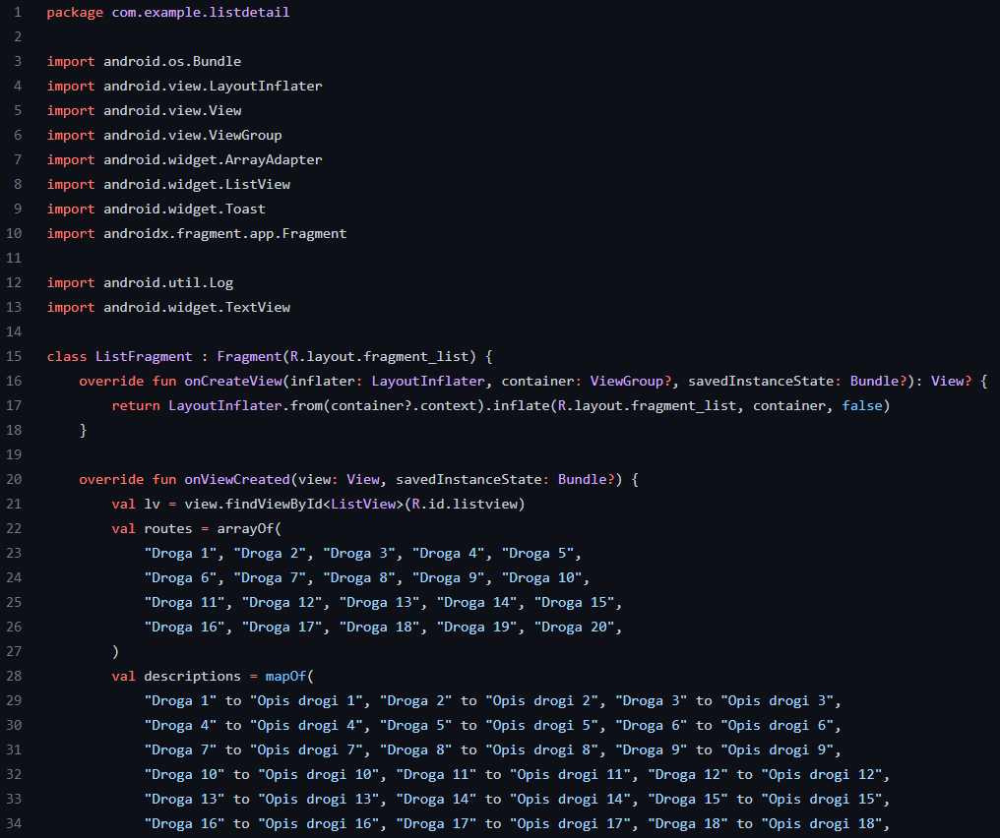 1 package com.example.listdetail
2
3 import android.os.Bundle
4 import android.view.LayoutInflater
5 import android.view.View
6 import android.view.ViewGroup
7 import android.widget.ArrayAdapter
8 import android.widget.ListView
9 import android.widget.Toast
10 import androidx.fragment.app.Fragment
11
12 import android.util.Log
13 import android.widget.TextView
14
15 class ListFragment : Fragment(R.layout.fragment_list) {
16     override fun onCreateView(inflater: LayoutInflater, container: ViewGroup?, savedInstanceState: Bundle?): View? {
17         return LayoutInflater.from(container?.context).inflate(R.layout.fragment_list, container, false)
18     }
19
20     override fun onViewCreated(view: View, savedInstanceState: Bundle?) {
21         val lv = view.findViewById<ListView>(R.id.listview)
22         val routes = arrayOf(
23             "Droga 1", "Droga 2", "Droga 3", "Droga 4", "Droga 5",
24             "Droga 6", "Droga 7", "Droga 8", "Droga 9", "Droga 10",
25             "Droga 11", "Droga 12", "Droga 13", "Droga 14", "Droga 15",
26             "Droga 16", "Droga 17", "Droga 18", "Droga 19", "Droga 20",
27         )
28         val descriptions = mapOf(
29             "Droga 1" to "Opis drogi 1", "Droga 2" to "Opis drogi 2", "Droga 3" to "Opis drogi 3",
30             "Droga 4" to "Opis drogi 4", "Droga 5" to "Opis drogi 5", "Droga 6" to "Opis drogi 6",
31             "Droga 7" to "Opis drogi 7", "Droga 8" to "Opis drogi 8", "Droga 9" to "Opis drogi 9",
32             "Droga 10" to "Opis drogi 10", "Droga 11" to "Opis drogi 11", "Droga 12" to "Opis drogi 12",
33             "Droga 13" to "Opis drogi 13", "Droga 14" to "Opis drogi 14", "Droga 15" to "Opis drogi 15",
34             "Droga 16" to "Opis drogi 16", "Droga 17" to "Opis drogi 17", "Droga 18" to "Opis drogi 18",